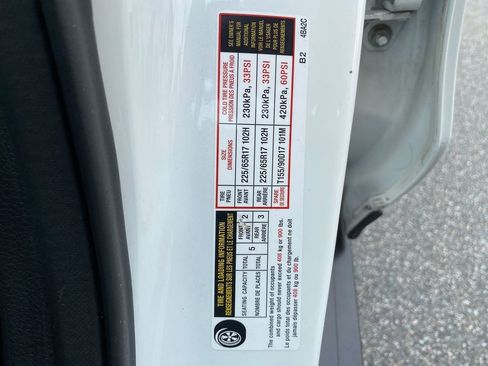 TIRE AND LOADING INFORMATION
RENSEIGNEMENTS SUR LES PNEUS ET LE CHARGEMENT
SEATING CAPACITY TOTAL 5 FRONT AVANT 2 REAR ARRIÈRE 3
NOMBRE DE PLACES TOTAL
The combined weight of occupants
and cargo should never exceed 408 kg or 900 lbs.
Le poids total des occupants et du chargement ne doit
jamais dépasser 408 kg ou 900 lb.
TIRE PNEU SIZE DIMENSIONS COLD TIRE PRESSURE PRESSION DES PNEUS À FROID
FRONT AVANT 225/65R17 102H 230kPa, 33PSI
REAR ARRIÈRE 225/65R17 102H 230kPa, 33PSI
SPARE DE SECOURS T155/90D17 101M 420kPa, 60PSI
SEE OWNER'S
MANUAL FOR
ADDITIONAL
INFORMATION
VOIR LE MANUEL
DE L'USAGER
POUR PLUS DE
RENSEIGNEMENTS
B2 4BA2C